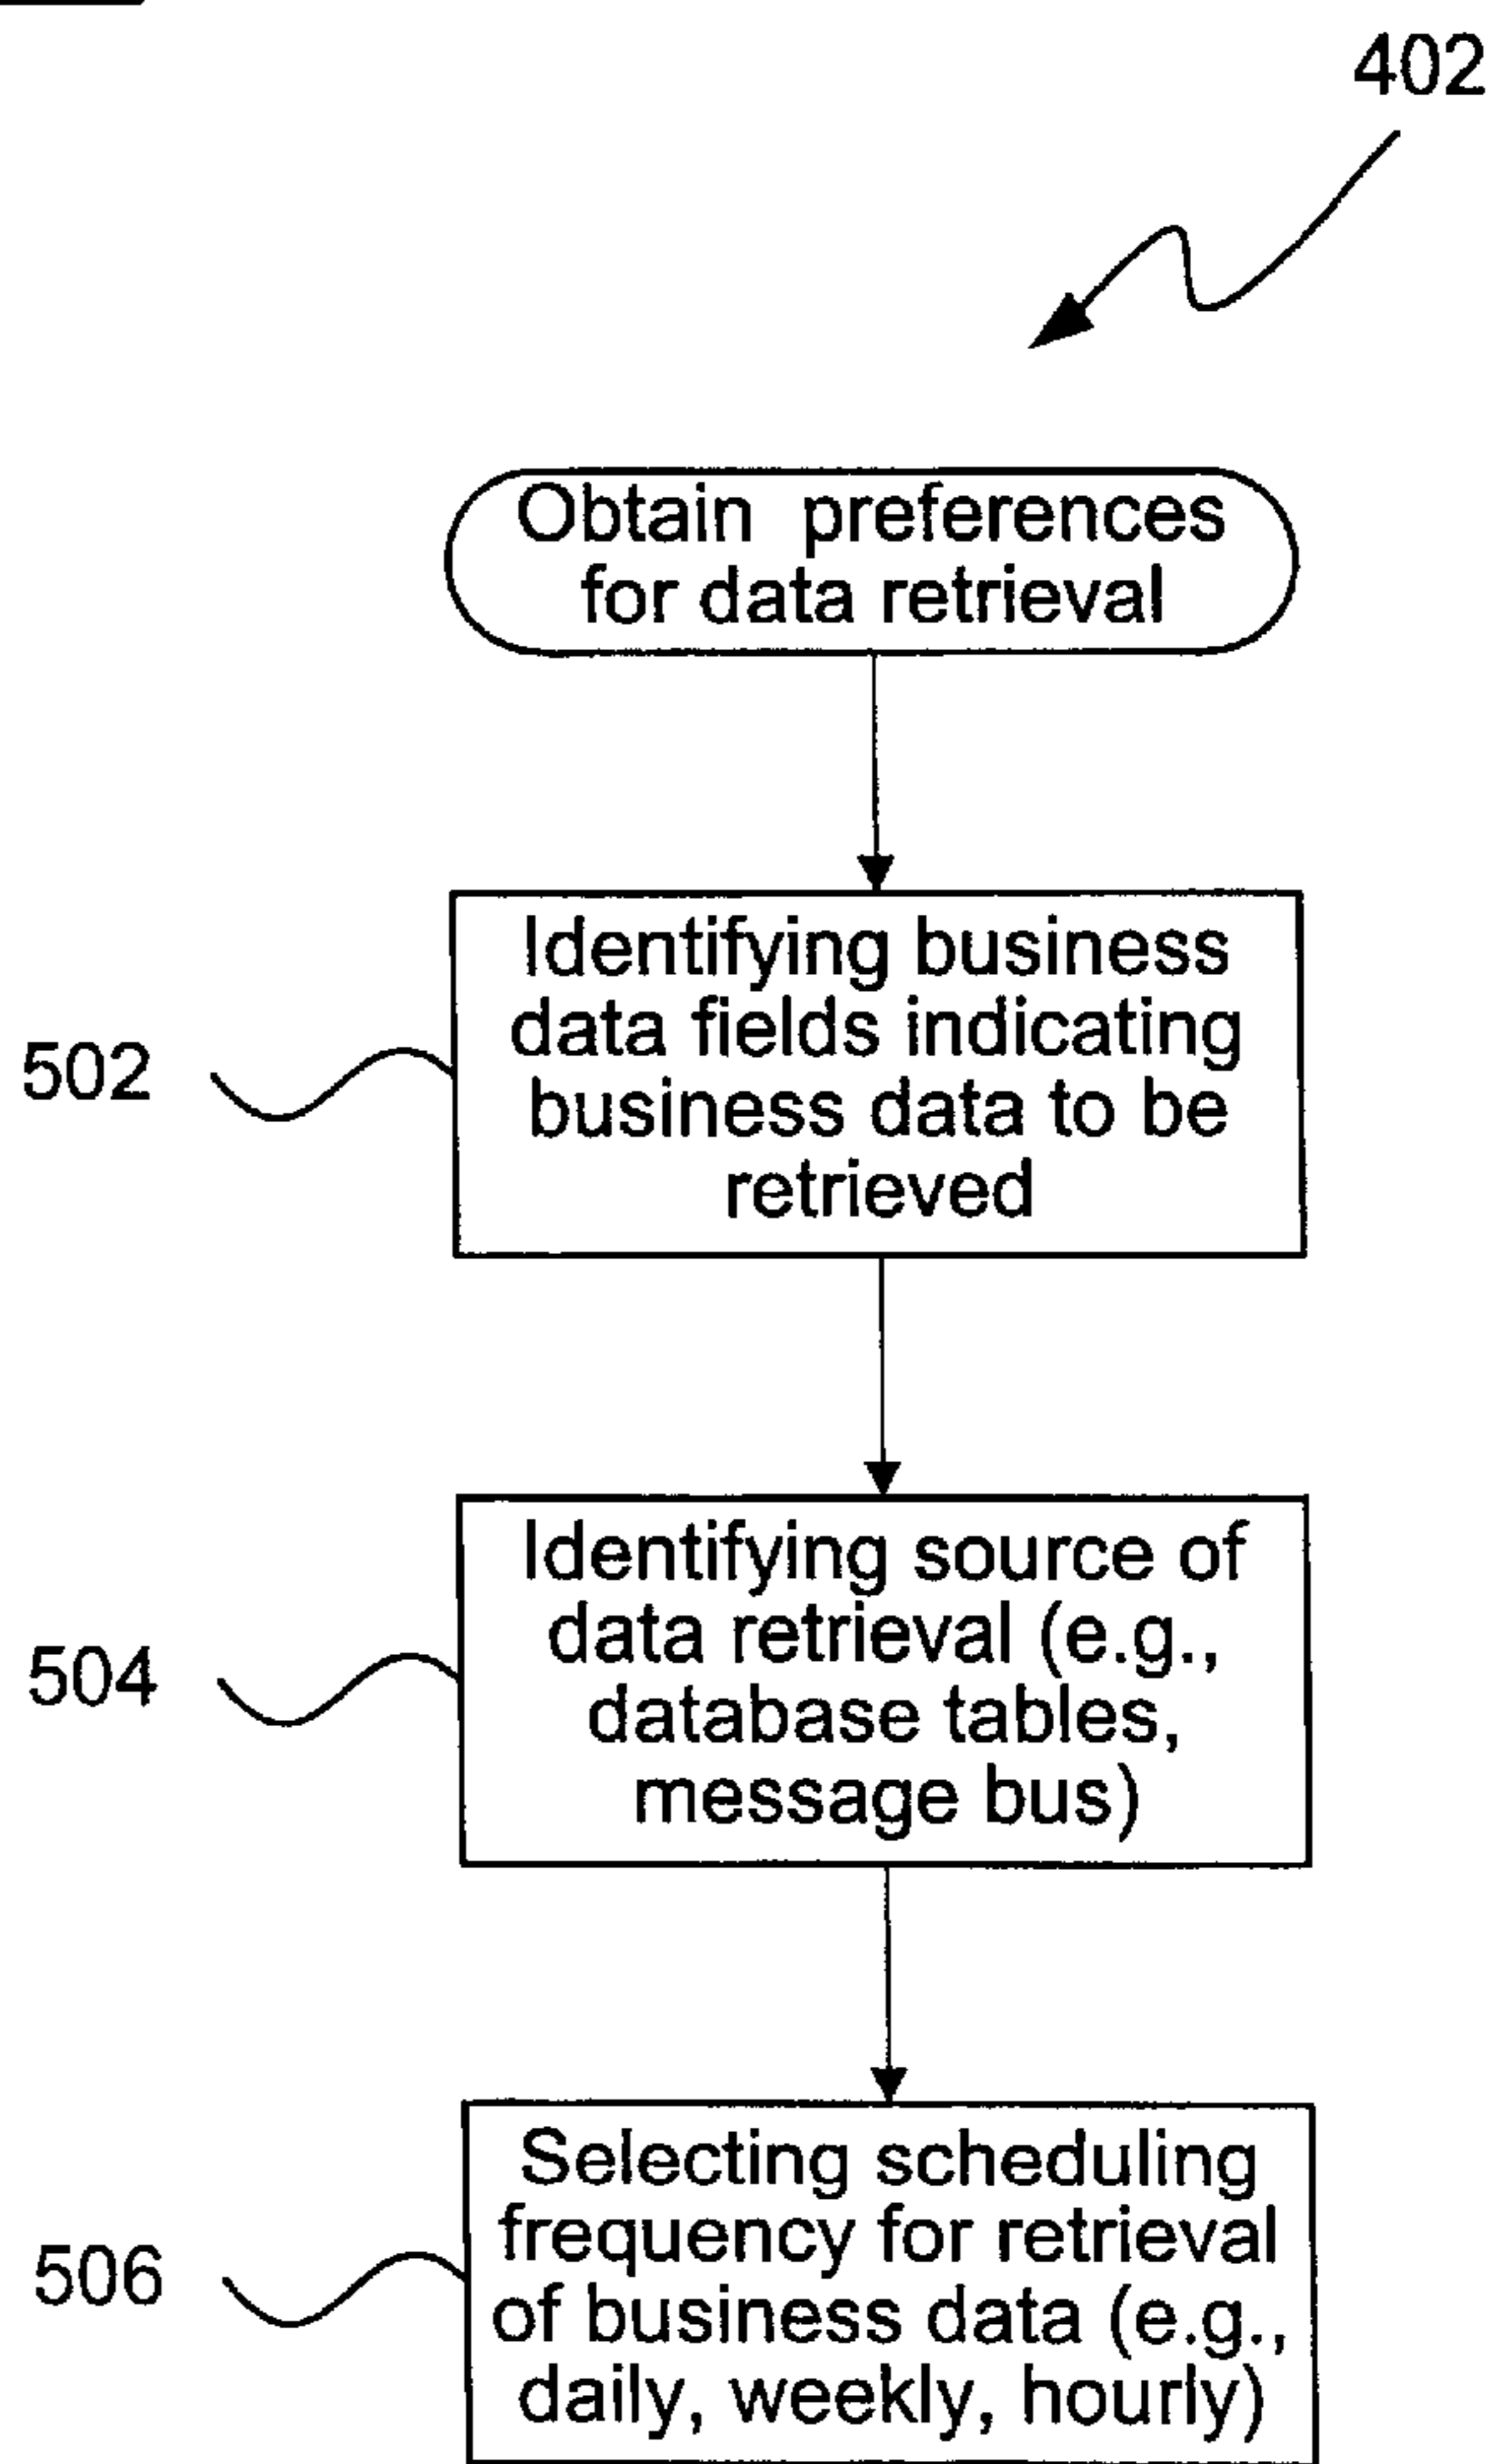 402
Obtain preferences
for data retrieval
502
Identifying business
data fields indicating
business data to be
retrieved
504
Identifying source of
data retrieval (e.g.,
database tables,
message bus)
506
Selecting scheduling
frequency for retrieval
of business data (e.g.,
daily, weekly, hourly)